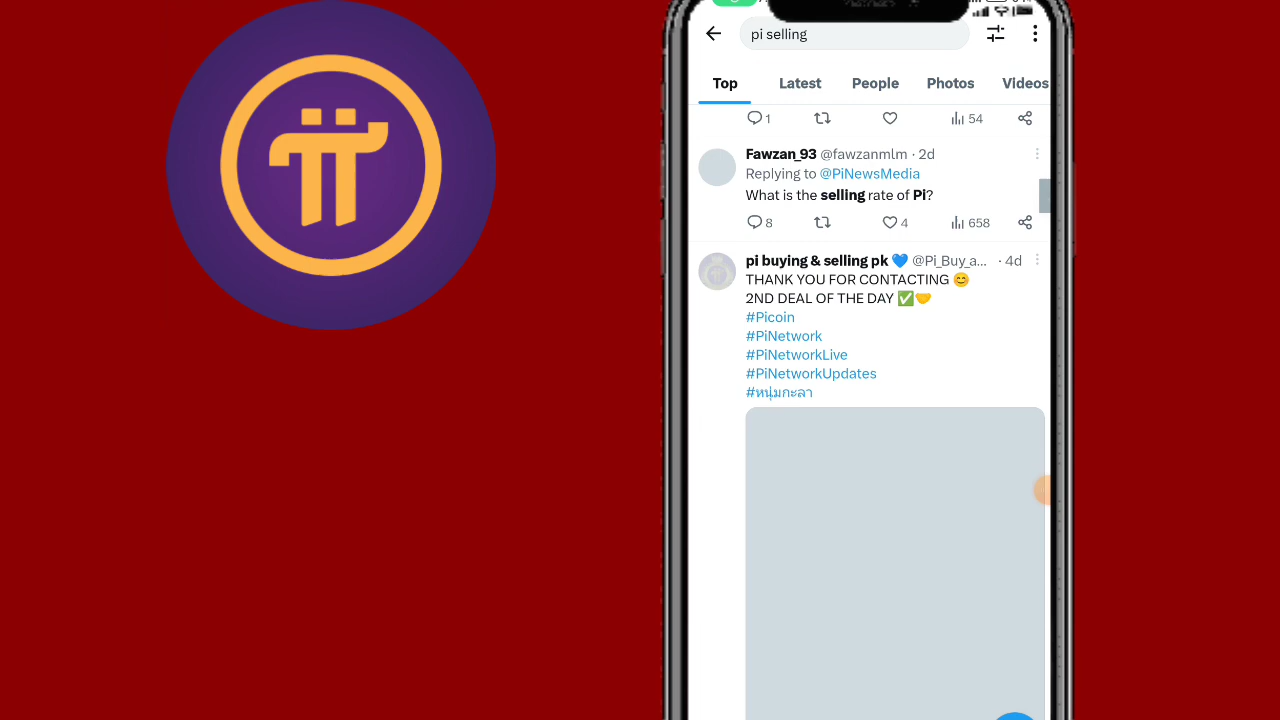 pi selling
Top Latest People Photos Videos
1 54
Fawzan_93 @fawzanmlm · 2d
Replying to @PiNewsMedia
What is the selling rate of Pi?
8 4 658
pi buying & selling pk 💙 @Pi_Buy_a... · 4d
THANK YOU FOR CONTACTING 😊
2ND DEAL OF THE DAY ✅🤝
#Picoin
#PiNetwork
#PiNetworkLive
#PiNetworkUpdates
#หนุ่มกะลา